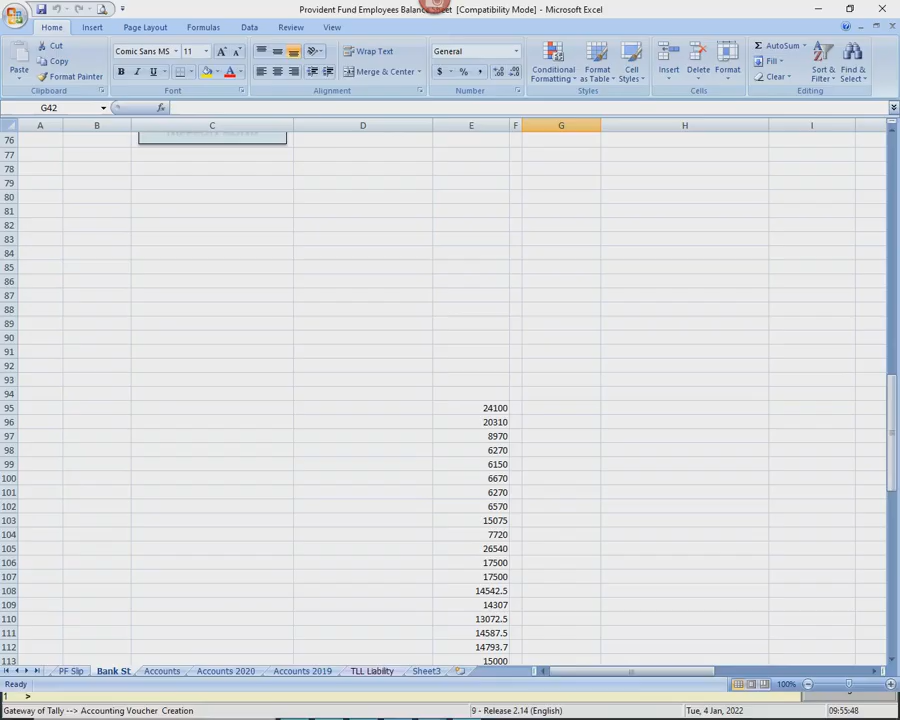 Provident Fund Employees Balance Sheet [Compatibility Mode] - Microsoft Excel
Home Insert Page Layout Formulas Data Review View
Cut
Copy
Format Painter
Paste
Clipboard
Comic Sans MS 11
B I U
Font
Wrap Text
Merge & Center
Alignment
General
$ % ,
Number
Conditional Formatting
Format as Table
Cell Styles
Styles
Insert Delete Format
Cells
AutoSum
Fill
Clear
Sort & Filter
Find & Select
Editing
G42 fx
A B C D E F G H I
76
77
78
79
80
81
82
83
84
85
86
87
88
89
90
91
92
93
94
95 24100
96 20310
97 8970
98 6270
99 6150
100 6670
101 6270
102 6570
103 15075
104 7720
105 26540
106 17500
107 17500
108 14542.5
109 14307
110 13072.5
111 14587.5
112 14793.7
113 15000
PF Slip Bank St Accounts Accounts 2020 Accounts 2019 TLL Liability Sheet3
Ready 100%
1 >
Gateway of Tally --> Accounting Voucher Creation 9 - Release 2.14 (English) Tue, 4 Jan, 2022 09:55:48